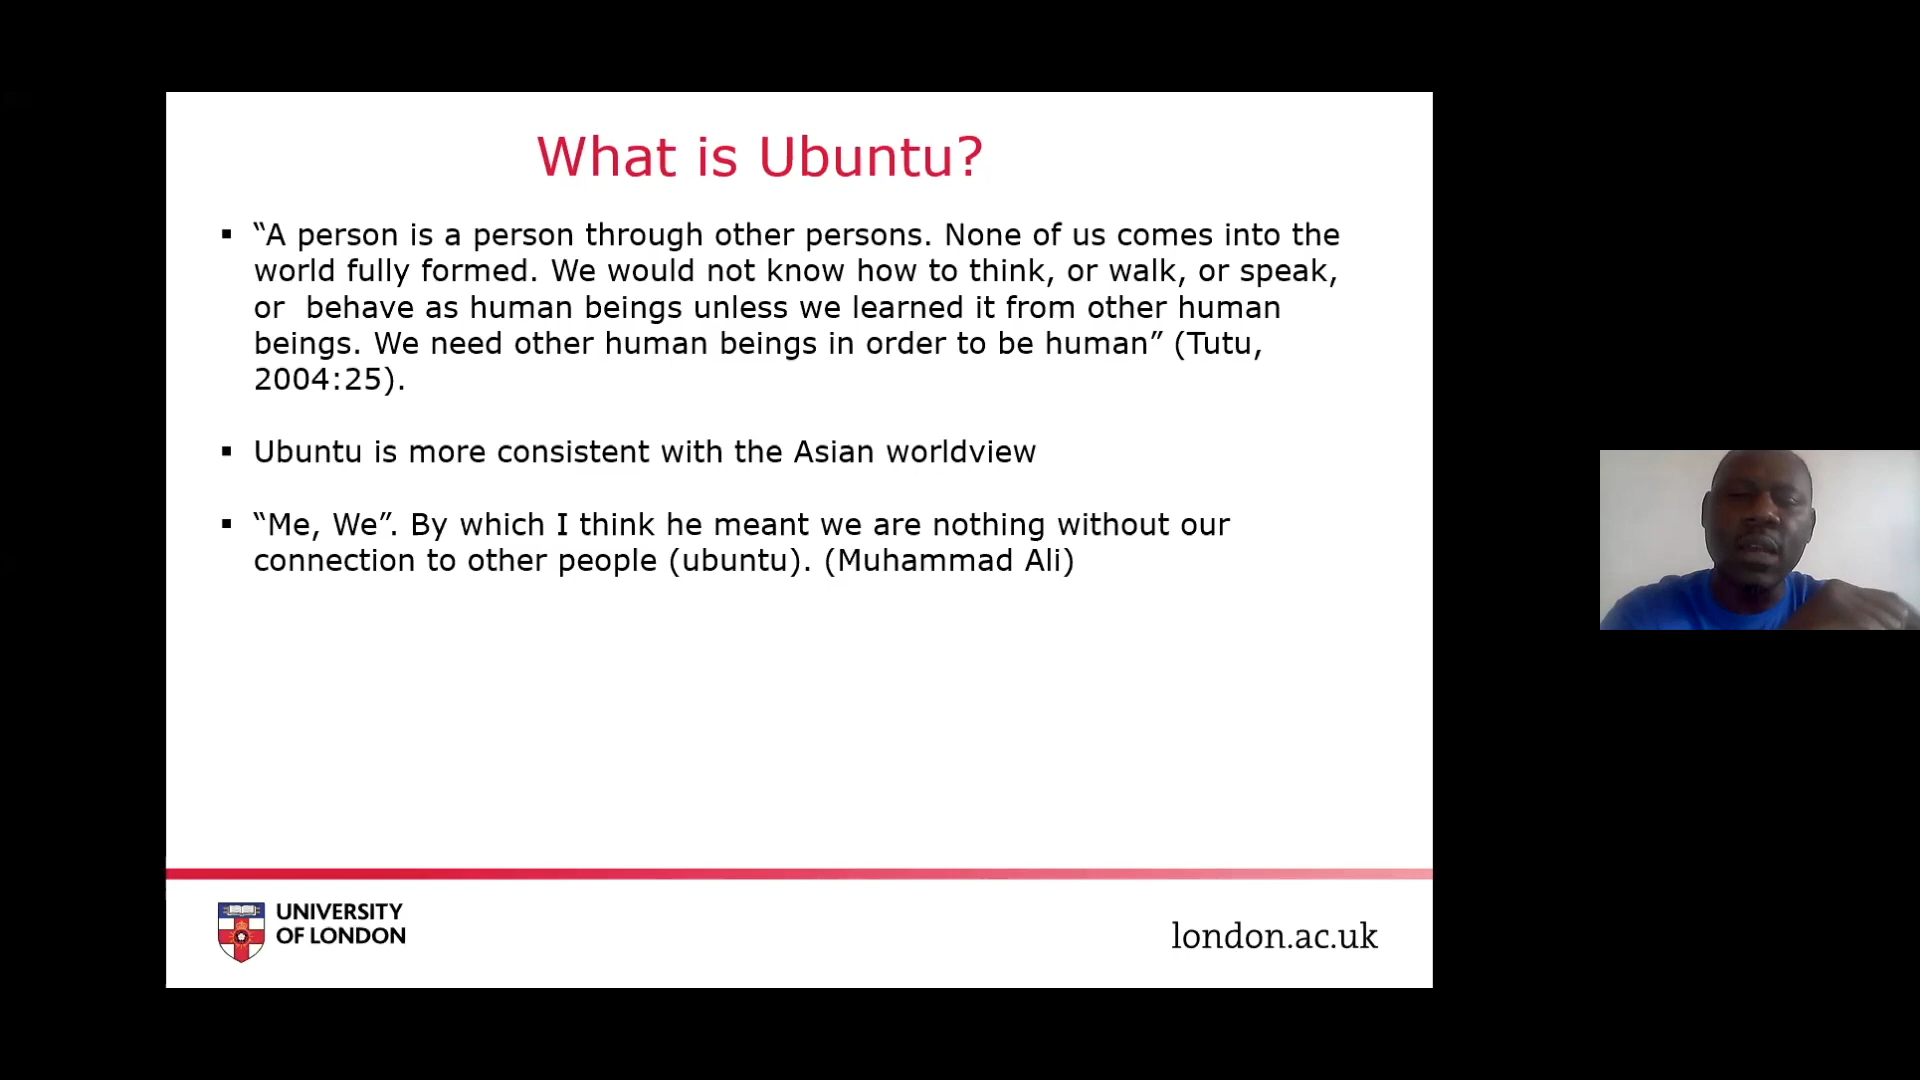 What is Ubuntu?
▪ “A person is a person through other persons. None of us comes into the
world fully formed. We would not know how to think, or walk, or speak,
or  behave as human beings unless we learned it from other human
beings. We need other human beings in order to be human” (Tutu,
2004:25).
▪ Ubuntu is more consistent with the Asian worldview
▪ “Me, We”. By which I think he meant we are nothing without our
connection to other people (ubuntu). (Muhammad Ali)
UNIVERSITY
OF LONDON
london.ac.uk